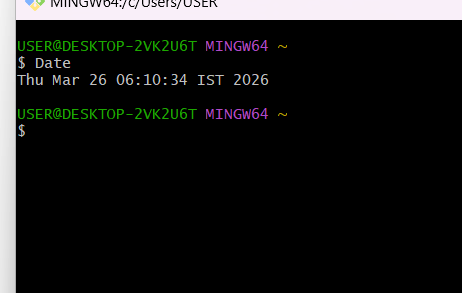 MINGW64:/c/Users/USER
USER@DESKTOP-2VK2U6T MINGW64 ~
$ Date
Thu Mar 26 06:10:34 IST 2026
USER@DESKTOP-2VK2U6T MINGW64 ~
$